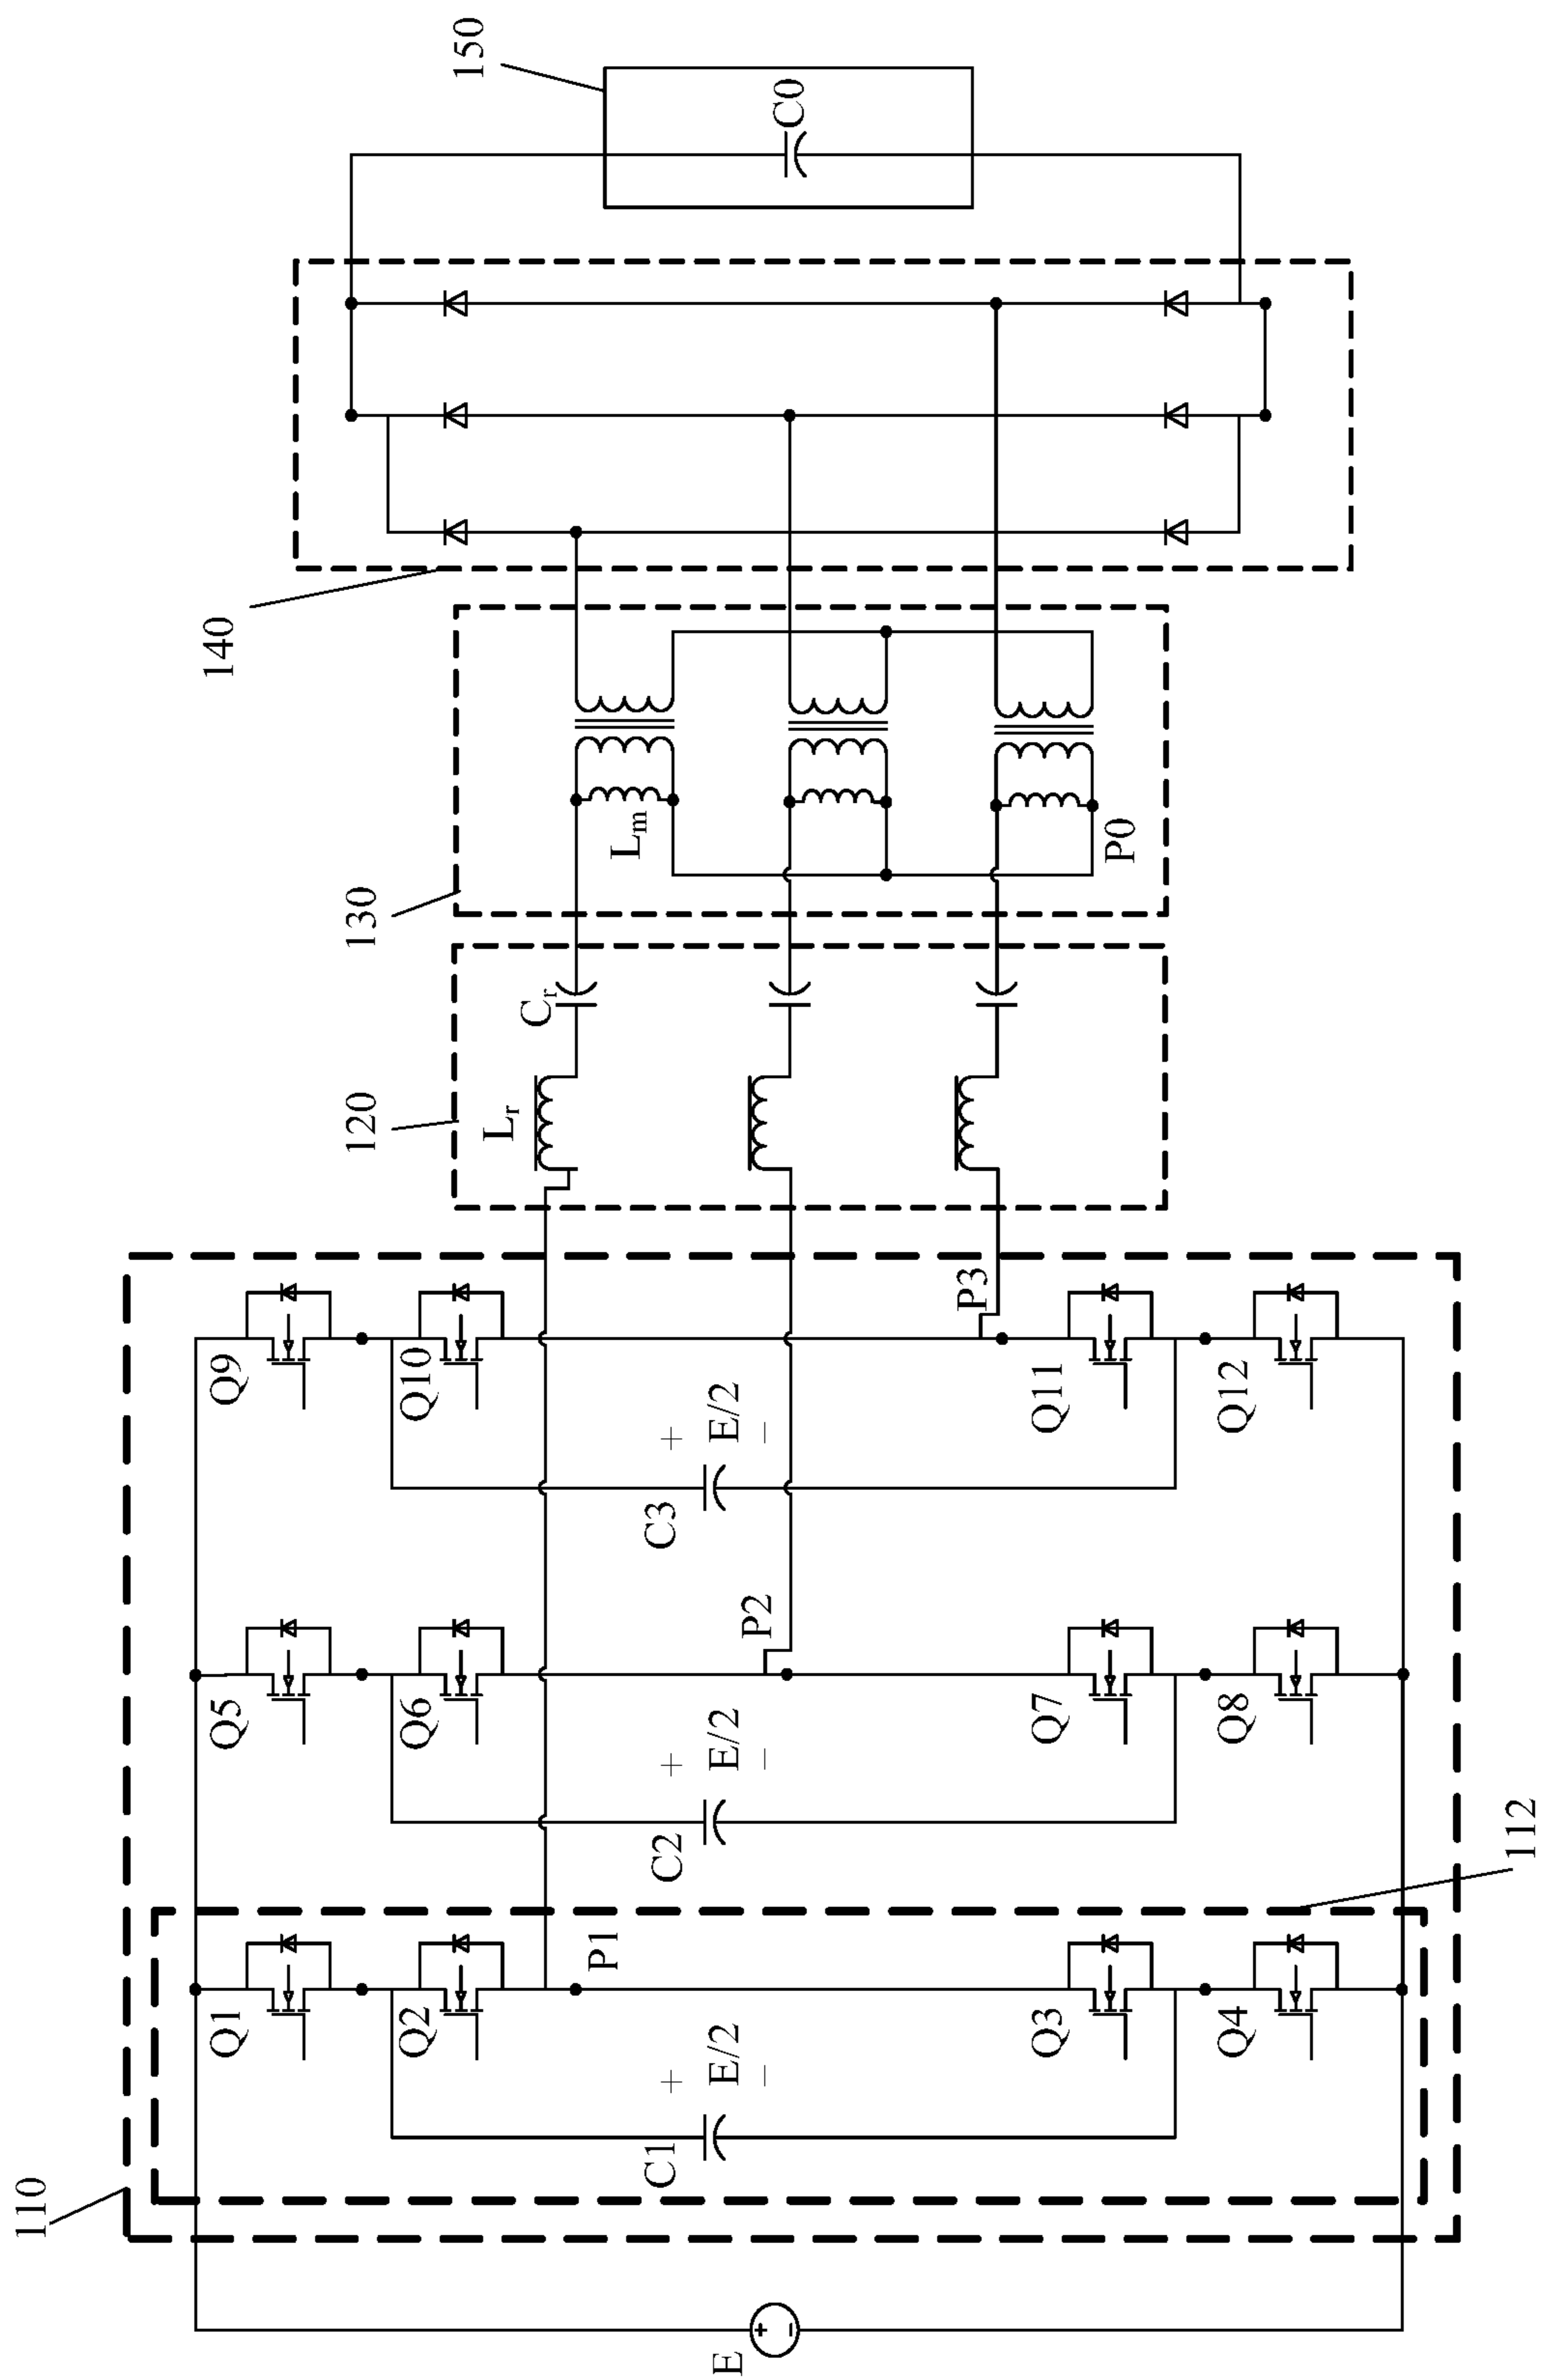 110
112
120
130
140
150
E
+
−
Q1
Q2
Q3
Q4
C1
+
E/2
−
P1
Q5
Q6
Q7
Q8
C2
+
E/2
−
P2
Q9
Q10
Q11
Q12
C3
+
E/2
−
P3
Lr
Cr
Lm
P0
C0